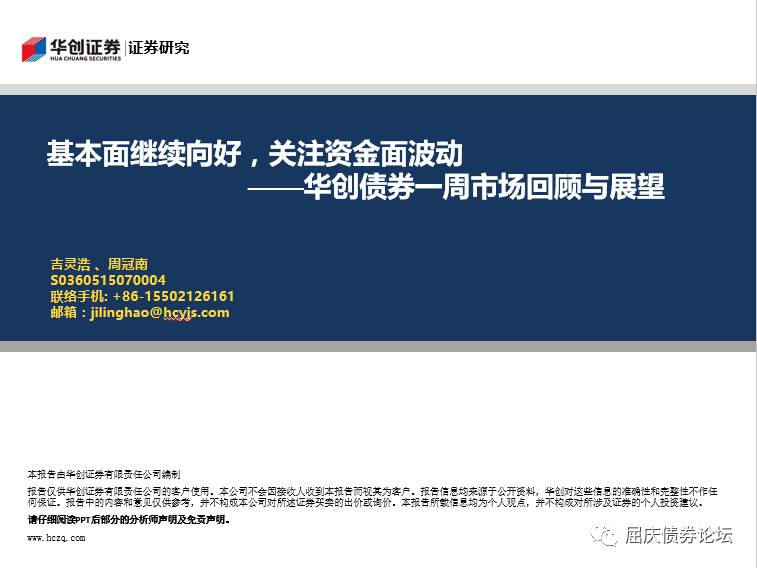 华创证券 证券研究
HUA CHUANG SECURITIES
基本面继续向好，关注资金面波动
——华创债券一周市场回顾与展望
吉灵浩 、周冠南
S0360515070004
联络手机: +86-15502126161
邮箱：jilinghao@hcyjs.com
本报告由华创证券有限责任公司编制
报告仅供华创证券有限责任公司的客户使用。本公司不会因接收人收到本报告而视其为客户。报告信息均来源于公开资料，华创对这些信息的准确性和完整性不作任
何保证。报告中的内容和意见仅供参考，并不构成本公司对所述证券买卖的出价或询价。本报告所载信息均为个人观点，并不构成对所涉及证券的个人投资建议。
请仔细阅读PPT后部分的分析师声明及免责声明。
www.hczq.com
屈庆债券论坛